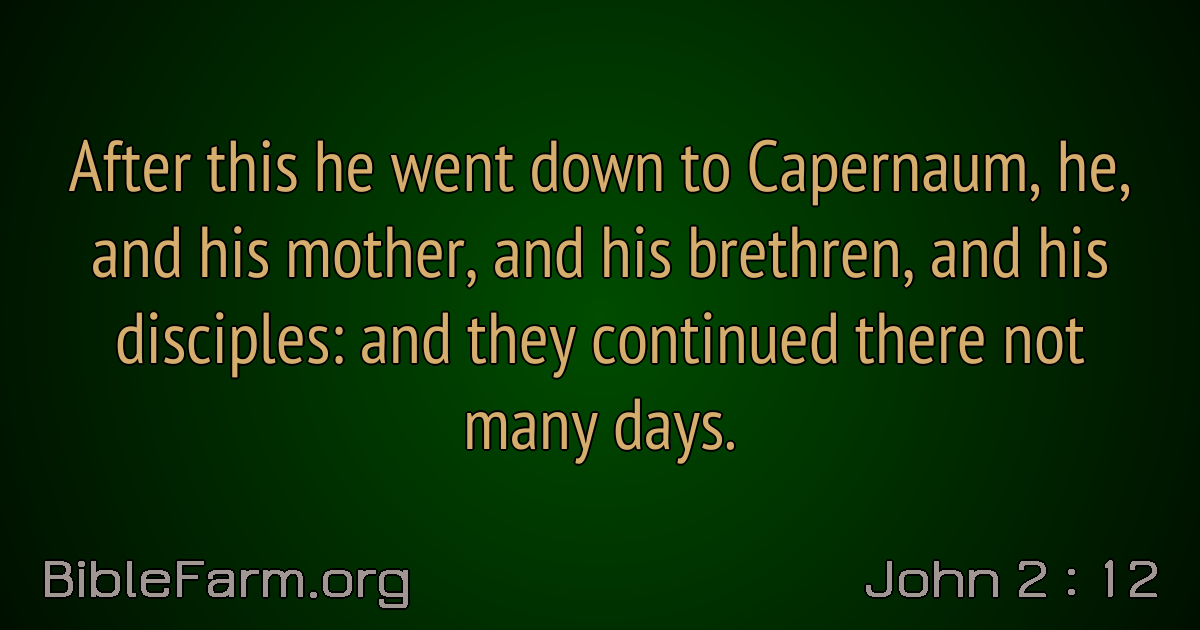 After this he went down to Capernaum, he,
and his mother, and his brethren, and his
disciples: and they continued there not
many days.
BibleFarm.org
John 2 : 12